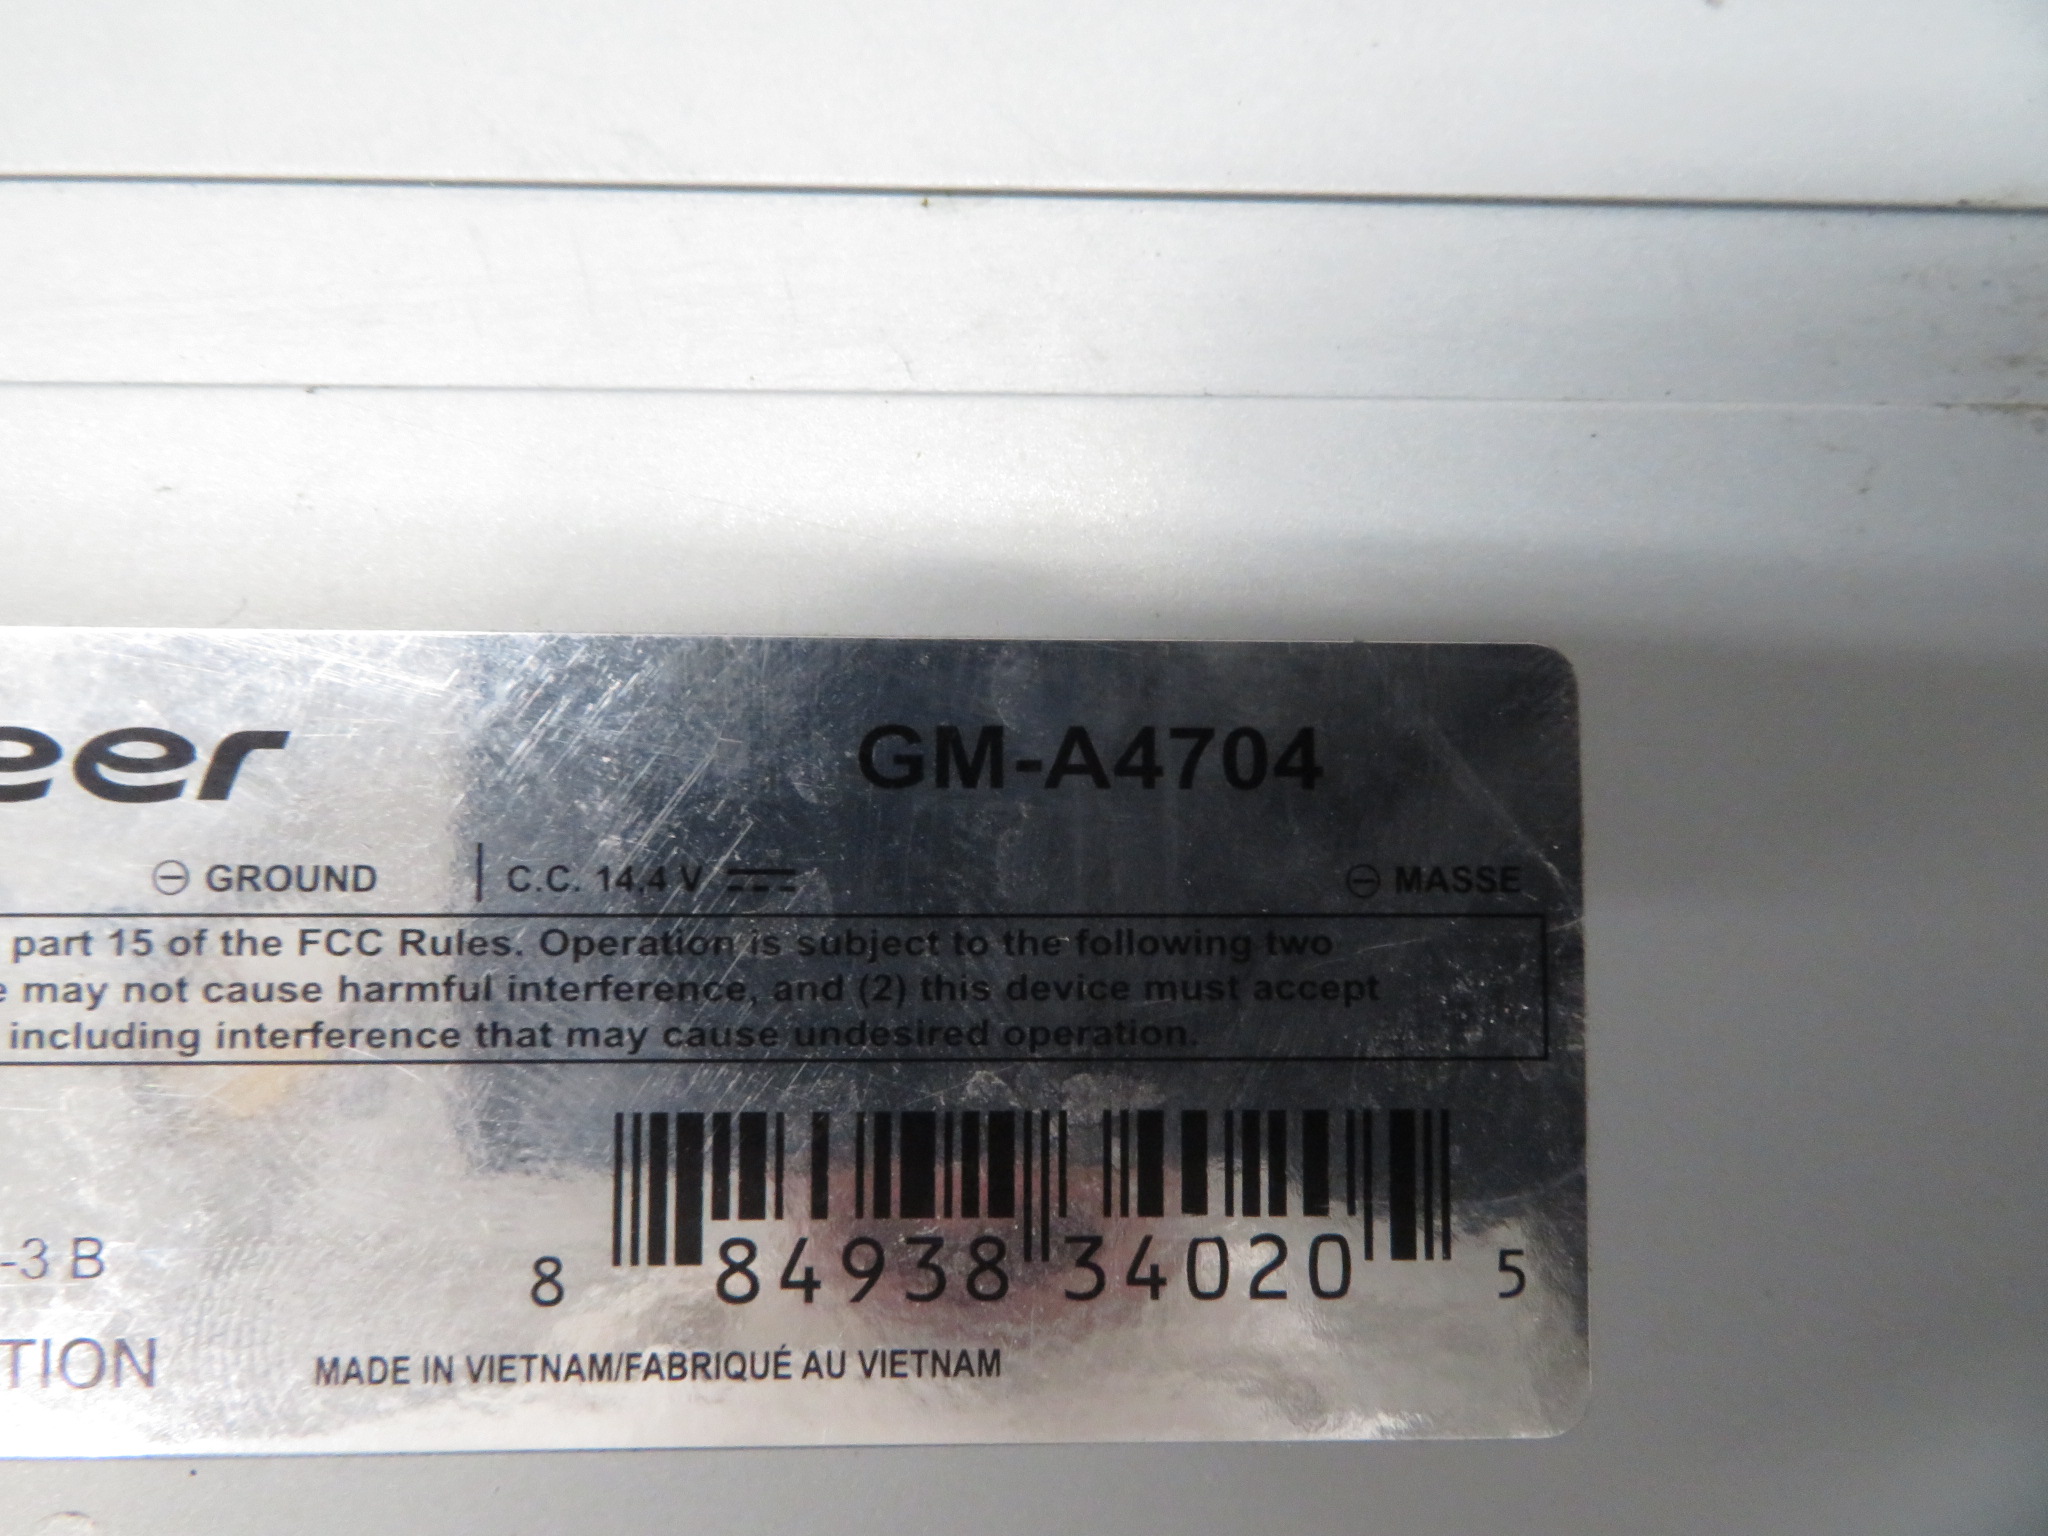 eer GM-A4704
⊖ GROUND | C.C. 14.4 V ⎓ ⊖ MASSE
part 15 of the FCC Rules. Operation is subject to the following two
e may not cause harmful interference, and (2) this device must accept
including interference that may cause undesired operation.
-3 B
8 84938 34020 5
TION
MADE IN VIETNAM/FABRIQUÉ AU VIETNAM